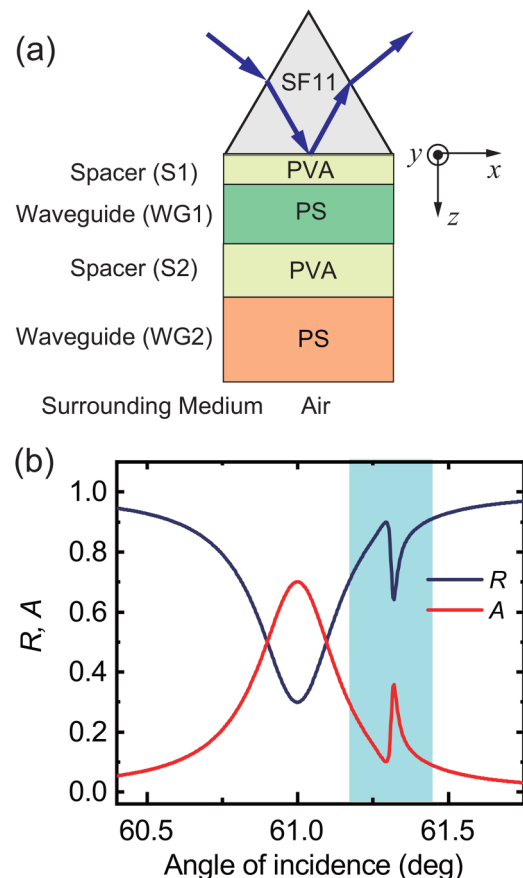 (a)
SF11
Spacer (S1) PVA
Waveguide (WG1) PS
Spacer (S2) PVA
Waveguide (WG2) PS
Surrounding Medium Air
y x
z
(b)
R, A
1.0
0.8
0.6
0.4
0.2
0.0
R
A
60.5 61.0 61.5
Angle of incidence (deg)